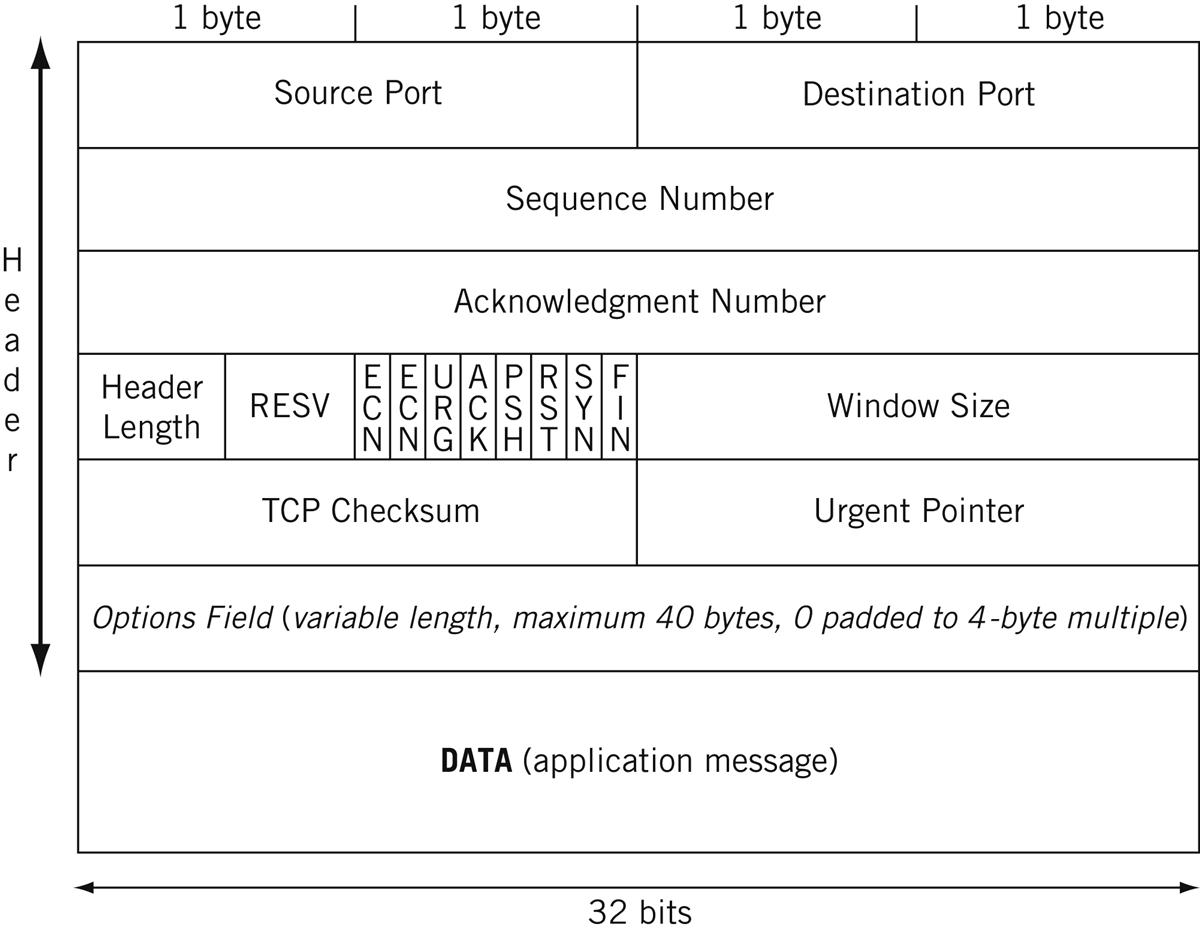 1 byte 1 byte 1 byte 1 byte
Source Port Destination Port
Sequence Number
Header
Acknowledgment Number
Header Length RESV ECN ECN URG ACK PSH RST SYN FIN Window Size
TCP Checksum Urgent Pointer
Options Field (variable length, maximum 40 bytes, 0 padded to 4-byte multiple)
DATA (application message)
32 bits